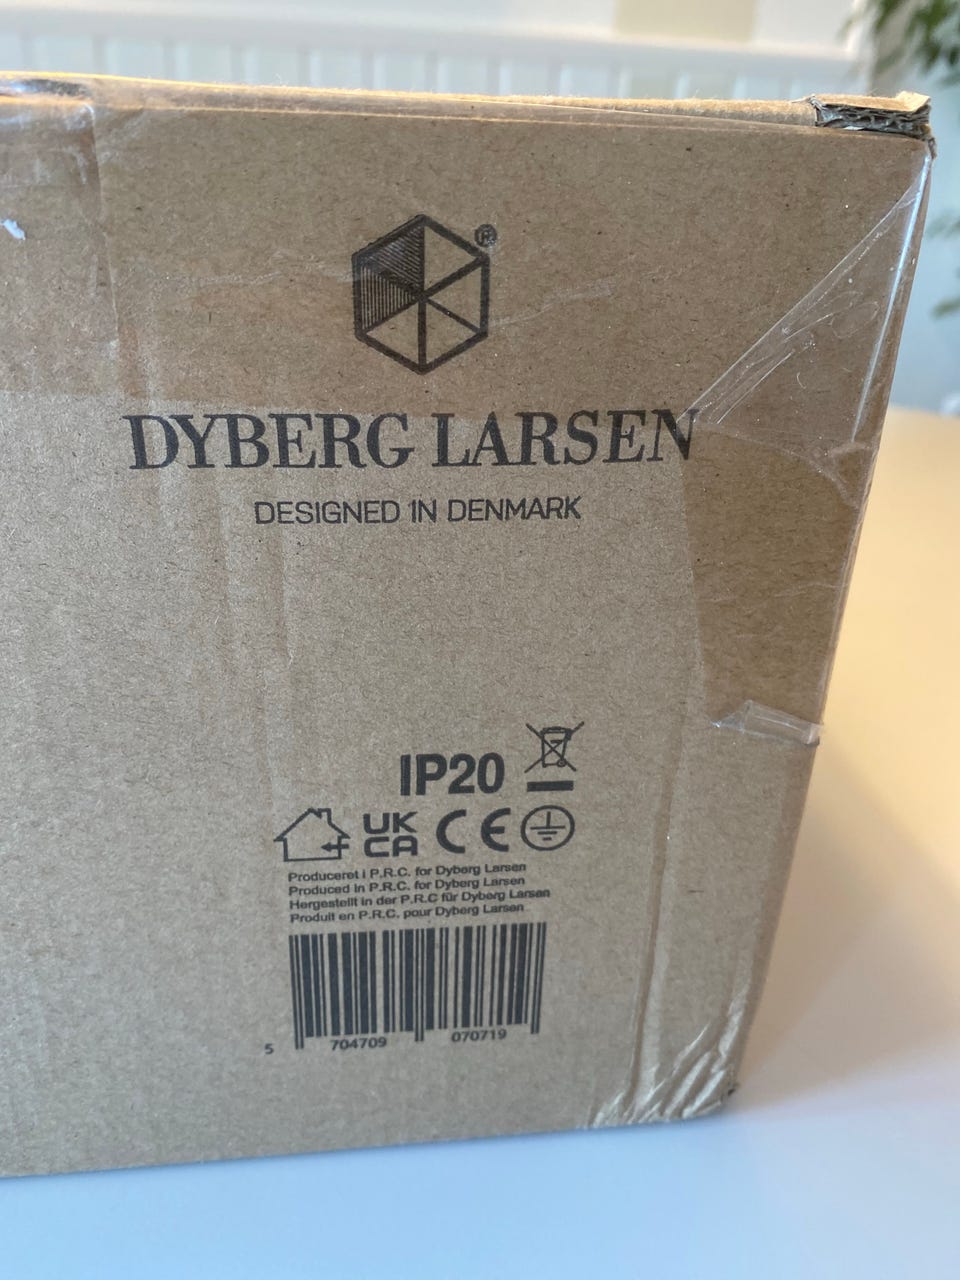 ®
DYBERG LARSEN
DESIGNED IN DENMARK
IP20
UK
CA
CE
Produceret i P.R.C. for Dyberg Larsen
Produced in P.R.C. for Dyberg Larsen
Hergestellt in der P.R.C für Dyberg Larsen
Produit en P.R.C. pour Dyberg Larsen
5 704709 070719